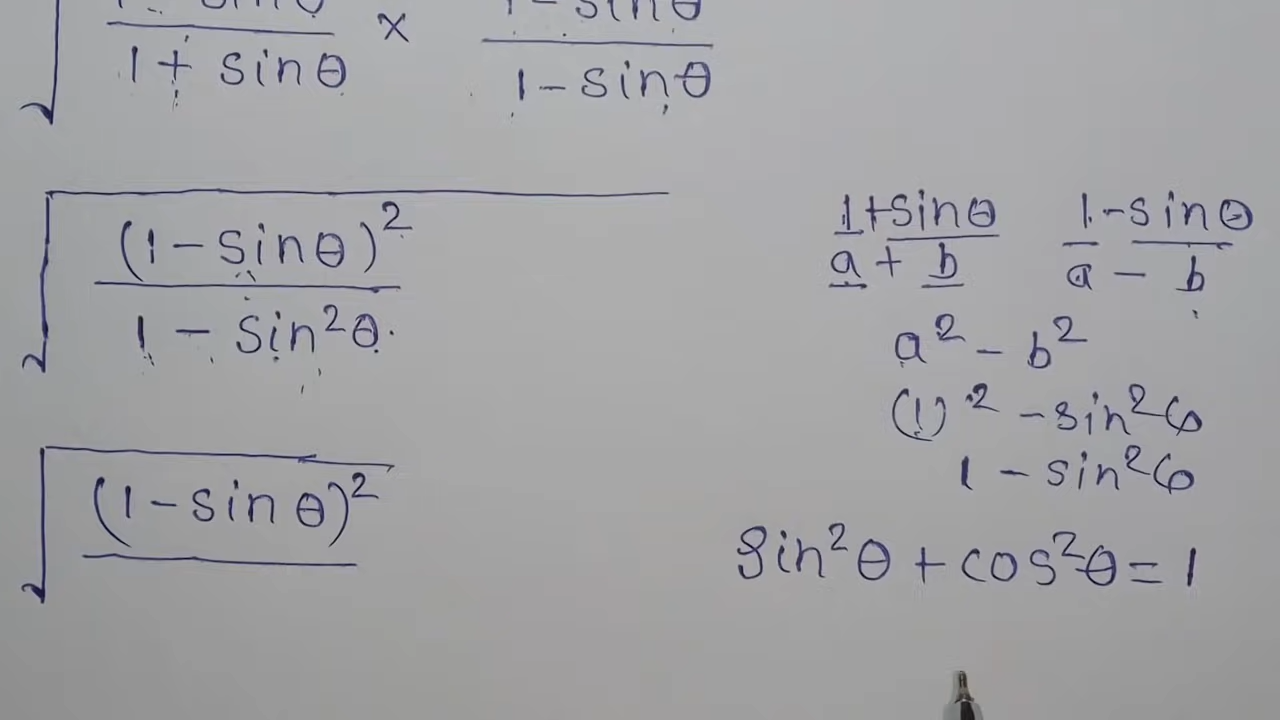 1 + sinθ × 1 - sinθ
(1 - sinθ)²
1 - sin²θ
(1 - sin θ)²
1+sinθ 1-sinθ
a + b a - b
a² - b²
(1)² - sin²θ
1 - sin²θ
sin²θ + cos²θ = 1